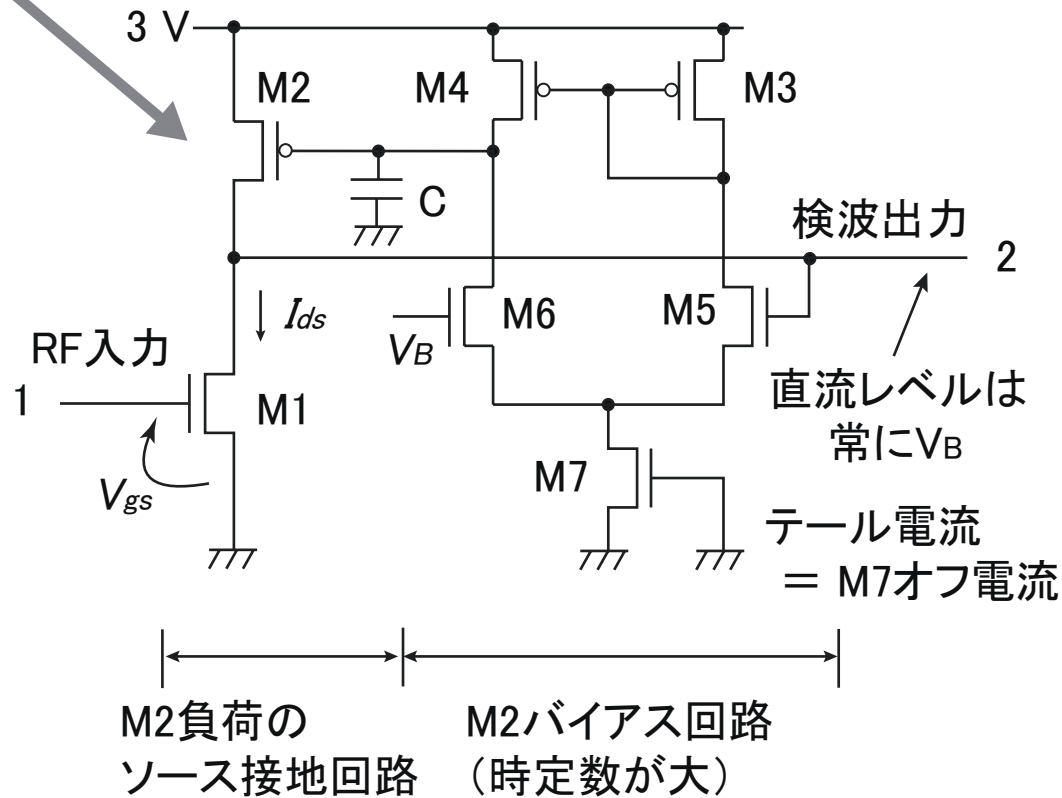 3 V
M2
M4
M3
C
検波出力
2
Ids
M6
M5
VB
RF入力
1
M1
Vgs
直流レベルは
常にVB
M7
テール電流
= M7オフ電流
M2負荷の
ソース接地回路
M2バイアス回路
(時定数が大)